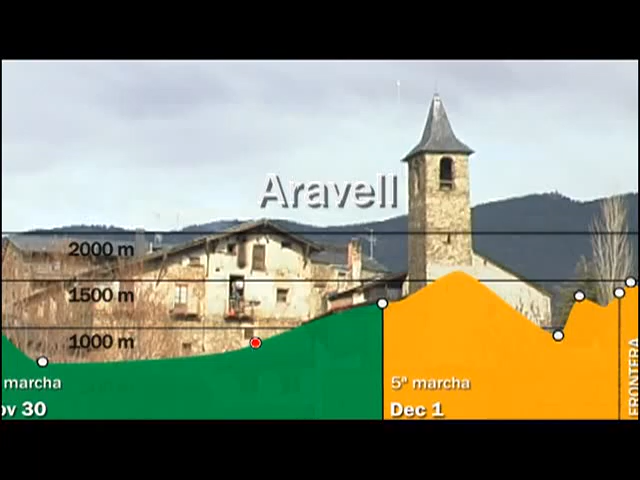 Aravell
2000 m
1500 m
1000 m
marcha
ov 30
5ª marcha
Dec 1
FRONTERA